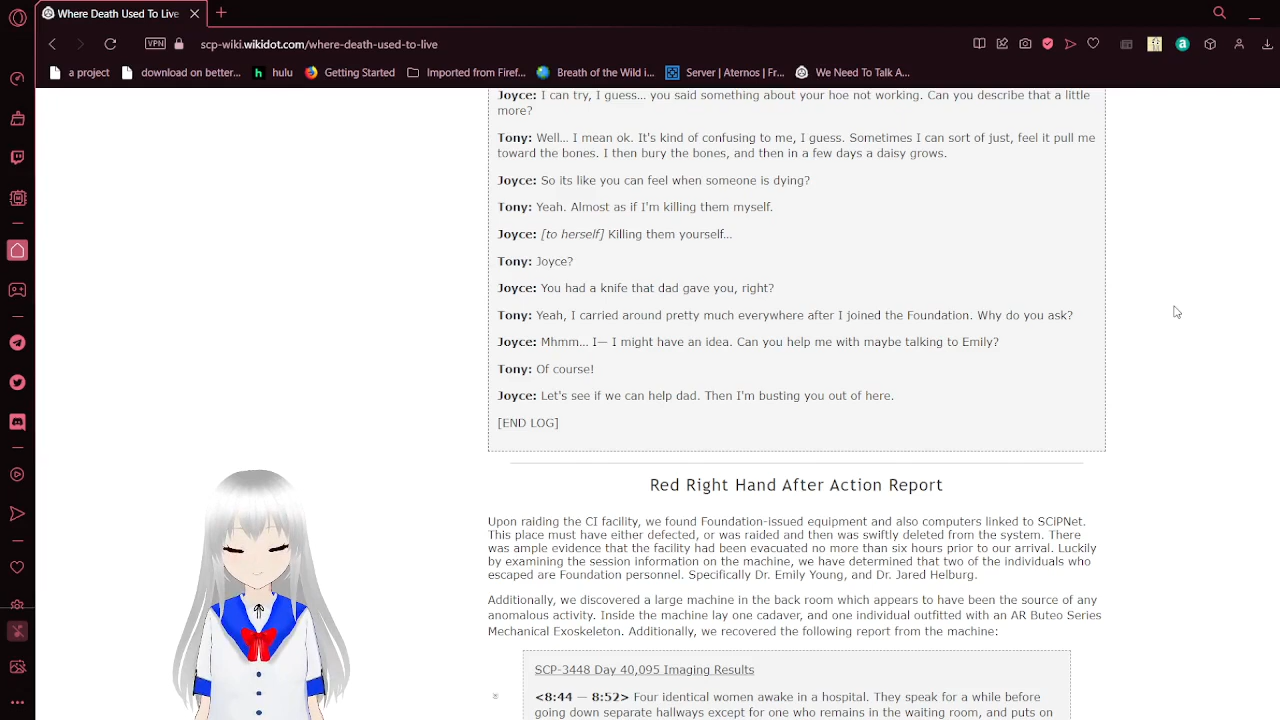 Where Death Used To Live
VPN
scp-wiki.wikidot.com/where-death-used-to-live
a project
download on better...
hulu
Getting Started
Imported from Firef...
Breath of the Wild i...
Server | Aternos | Fr...
We Need To Talk A...
Joyce: I can try, I guess… you said something about your hoe not working. Can you describe that a little
more?
Tony: Well… I mean ok. It's kind of confusing to me, I guess. Sometimes I can sort of just, feel it pull me
toward the bones. I then bury the bones, and then in a few days a daisy grows.
Joyce: So its like you can feel when someone is dying?
Tony: Yeah. Almost as if I'm killing them myself.
Joyce: [to herself] Killing them yourself…
Tony: Joyce?
Joyce: You had a knife that dad gave you, right?
Tony: Yeah, I carried around pretty much everywhere after I joined the Foundation. Why do you ask?
Joyce: Mhmm… I— I might have an idea. Can you help me with maybe talking to Emily?
Tony: Of course!
Joyce: Let's see if we can help dad. Then I'm busting you out of here.
[END LOG]
Red Right Hand After Action Report
Upon raiding the CI facility, we found Foundation-issued equipment and also computers linked to SCiPNet.
This place must have either defected, or was raided and then was swiftly deleted from the system. There
was ample evidence that the facility had been evacuated no more than six hours prior to our arrival. Luckily
by examining the session information on the machine, we have determined that two of the individuals who
escaped are Foundation personnel. Specifically Dr. Emily Young, and Dr. Jared Helburg.
Additionally, we discovered a large machine in the back room which appears to have been the source of any
anomalous activity. Inside the machine lay one cadaver, and one individual outfitted with an AR Buteo Series
Mechanical Exoskeleton. Additionally, we recovered the following report from the machine:
SCP-3448 Day 40,095 Imaging Results
<8:44 — 8:52> Four identical women awake in a hospital. They speak for a while before
going down separate hallways except for one who remains in the waiting room, and puts on